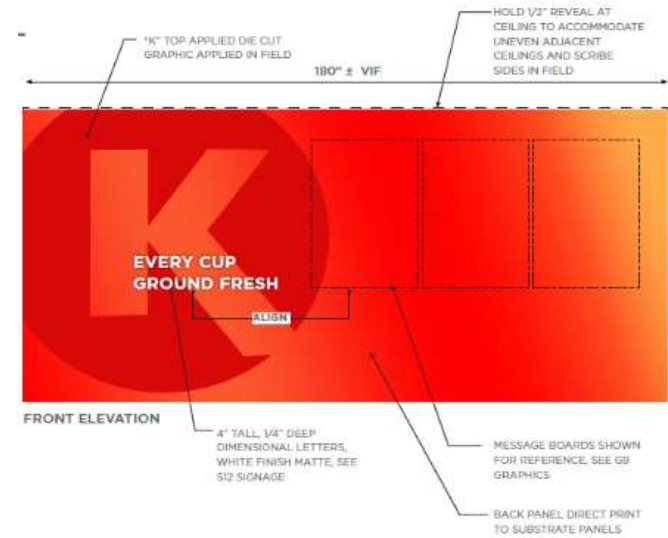 HOLD 1/2" REVEAL AT
CEILING TO ACCOMMODATE
UNEVEN ADJACENT
CEILINGS AND SCRIBE
SIDES IN FIELD
"K" TOP APPLIED DIE CUT
GRAPHIC APPLIED IN FIELD
180" ± VIF
K
EVERY CUP
GROUND FRESH
ALIGN
FRONT ELEVATION
4" TALL, 1/4" DEEP
DIMENSIONAL LETTERS,
WHITE FINISH MATTE, SEE
S12 SIGNAGE
MESSAGE BOARDS SHOWN
FOR REFERENCE, SEE G9
GRAPHICS
BACK PANEL DIRECT PRINT
TO SUBSTRATE PANELS